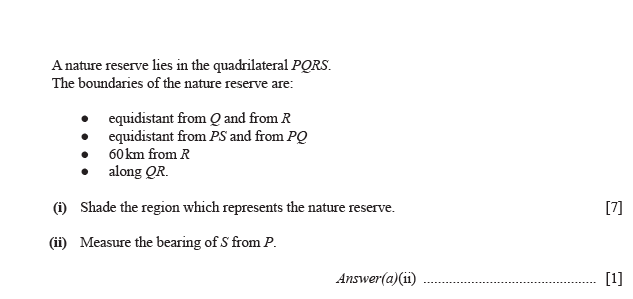 A nature reserve lies in the quadrilateral PQRS.
The boundaries of the nature reserve are:
• equidistant from Q and from R
• equidistant from PS and from PQ
• 60 km from R
• along QR.
(i) Shade the region which represents the nature reserve. [7]
(ii) Measure the bearing of S from P.
Answer(a)(ii) ................................................ [1]